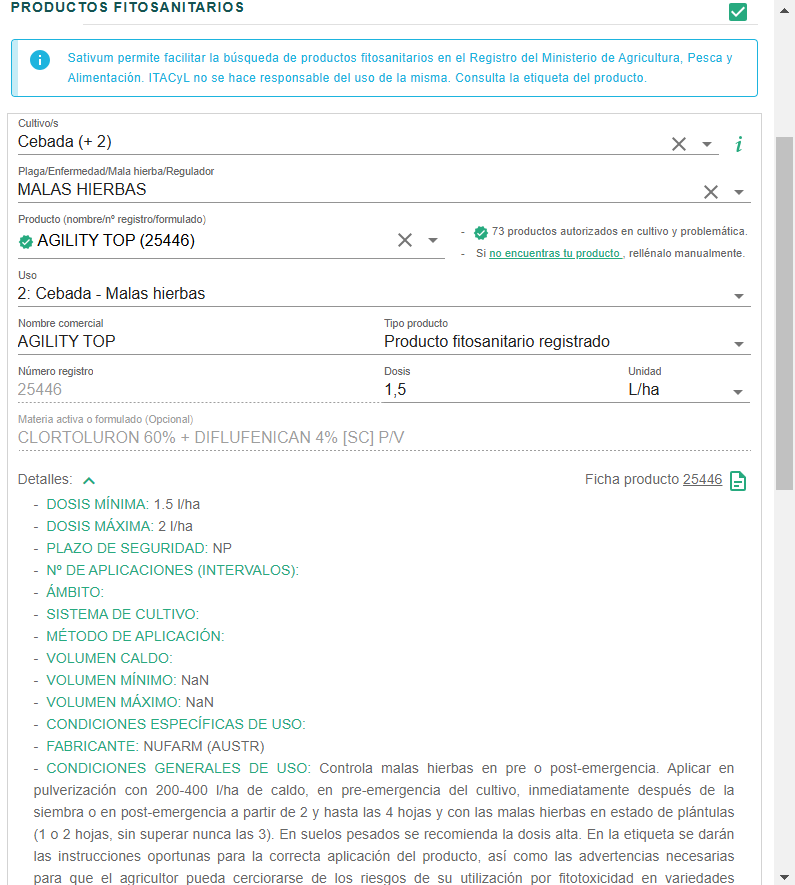 PRODUCTOS FITOSANITARIOS
Sativum permite facilitar la búsqueda de productos fitosanitarios en el Registro del Ministerio de Agricultura, Pesca y
Alimentación. ITACyL no se hace responsable del uso de la misma. Consulta la etiqueta del producto.
Cultivo/s
Cebada (+ 2)
Plaga/Enfermedad/Mala hierba/Regulador
MALAS HIERBAS
Producto (nombre/nº registro/formulado)
AGILITY TOP (25446)
- 73 productos autorizados en cultivo y problemática.
- Si no encuentras tu producto , rellénalo manualmente.
Uso
2: Cebada - Malas hierbas
Nombre comercial
AGILITY TOP
Tipo producto
Producto fitosanitario registrado
Número registro
25446
Dosis
1,5
Unidad
L/ha
Materia activa o formulado (Opcional)
CLORTOLURON 60% + DIFLUFENICAN 4% [SC] P/V
Detalles:
Ficha producto 25446
- DOSIS MÍNIMA: 1.5 l/ha
- DOSIS MÁXIMA: 2 l/ha
- PLAZO DE SEGURIDAD: NP
- Nº DE APLICACIONES (INTERVALOS):
- ÁMBITO:
- SISTEMA DE CULTIVO:
- MÉTODO DE APLICACIÓN:
- VOLUMEN CALDO:
- VOLUMEN MÍNIMO: NaN
- VOLUMEN MÁXIMO: NaN
- CONDICIONES ESPECÍFICAS DE USO:
- FABRICANTE: NUFARM (AUSTR)
- CONDICIONES GENERALES DE USO: Controla malas hierbas en pre o post-emergencia. Aplicar en
pulverización con 200-400 l/ha de caldo, en pre-emergencia del cultivo, inmediatamente después de la
siembra o en post-emergencia a partir de 2 y hasta las 4 hojas y con las malas hierbas en estado de plántulas
(1 o 2 hojas, sin superar nunca las 3). En suelos pesados se recomienda la dosis alta. En la etiqueta se darán
las instrucciones oportunas para la correcta aplicación del producto, así como las advertencias necesarias
para que el agricultor pueda cerciorarse de los riesgos de su utilización por fitotoxicidad en variedades